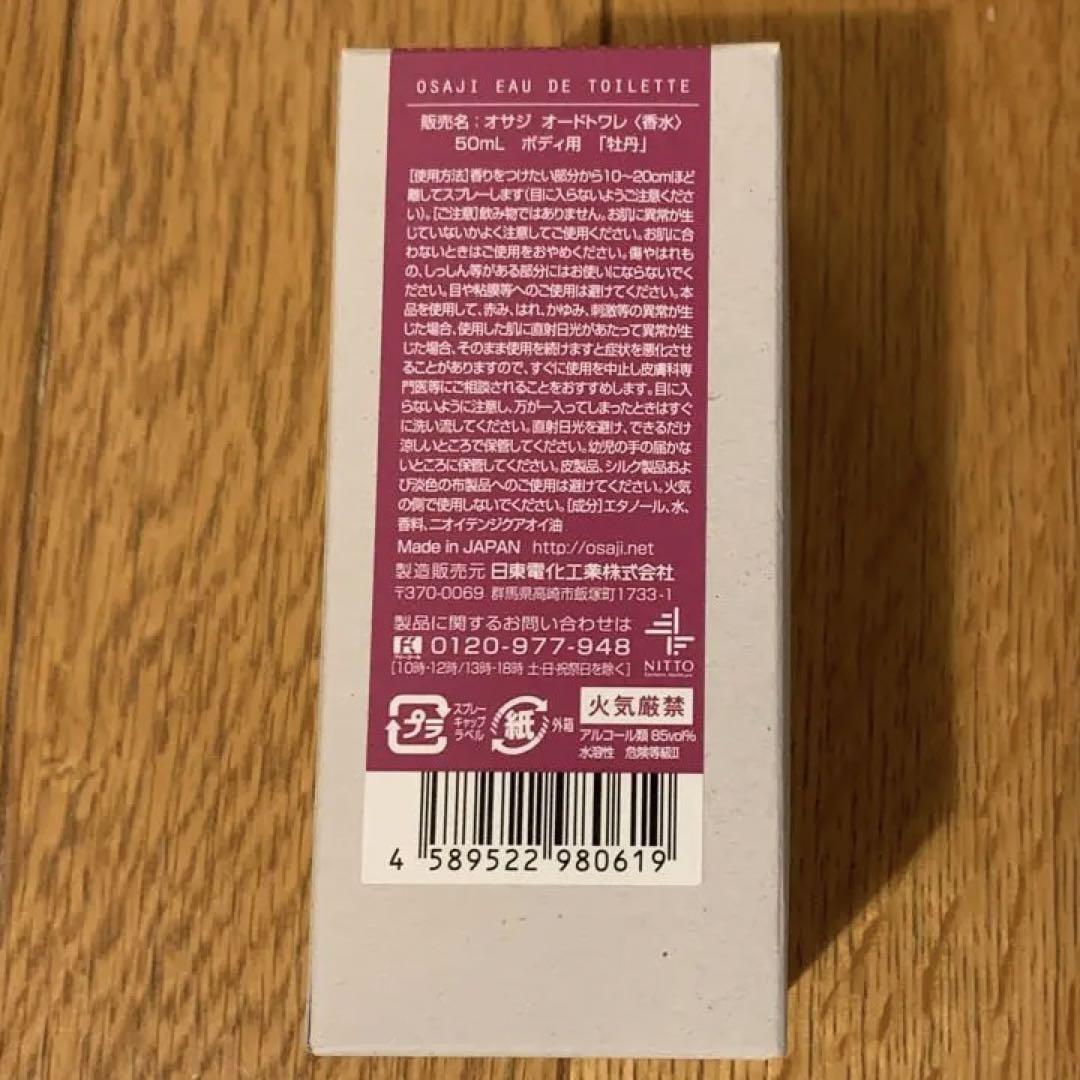 OSAJI EAU DE TOILETTE
販売名：オサジ オードトワレ〈香水〉
50mL ボディ用 「牡丹」
[使用方法]香りをつけたい部分から10〜20cmほど
離してスプレーします(目に入らないようご注意くださ
い)。[ご注意]飲み物ではありません。お肌に異常が生
じていないかよく注意してご使用ください。お肌に合
わないときはご使用をおやめください。傷やはれも
の、しっしん等がある部分にはお使いにならないでく
ださい。目や粘膜等へのご使用は避けてください。本
品を使用して、赤み、はれ、かゆみ、刺激等の異常が生
じた場合、使用した肌に直射日光があたって異常が生
じた場合、そのまま使用を続けますと症状を悪化させ
ることがありますので、すぐに使用を中止し皮膚科専
門医等にご相談されることをおすすめします。目に入
らないように注意し、万が一入ってしまったときはすぐ
に洗い流してください。直射日光を避け、できるだけ
涼しいところで保管してください。幼児の手の届かな
いところに保管してください。皮製品、シルク製品およ
び淡色の布製品へのご使用は避けてください。火気
の側で使用しないでください。[成分]エタノール、水、
香料、ニオイテンジクアオイ油
Made in JAPAN http://osaji.net
製造販売元 日東電化工業株式会社
〒370-0069 群馬県高崎市飯塚町1733-1
製品に関するお問い合わせは
0120-977-948
[10時-12時/13時-18時 土・日・祝祭日を除く]
NITTO
プラ
スプレー
キャップ
ラベル
紙
外箱
火気厳禁
アルコール類 85vol%
水溶性 危険等級Ⅱ
4 589522 980619